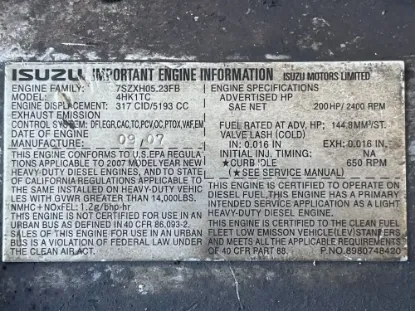 ISUZU IMPORTANT ENGINE INFORMATION ISUZU MOTORS LIMITED
ENGINE FAMILY: 7SZXH05.23FB
MODEL: 4HK1TC
ENGINE DISPLACEMENT: 317 CID/5193 CC
EXHAUST EMISSION
CONTROL SYSTEM: DFI,EGR,CAC,TC,PCV,OC,PTOX,VAF,EM
DATE OF
MANUFACTURE: 09/07
THIS ENGINE CONFORMS TO U.S.EPA REGULA
TIONS APPLICABLE TO 2007 MODEL YEAR NEW
HEAVY-DUTY DIESEL ENGINES, AND TO STATE
OF CALIFORNIA REGULATIONS APPLICABLE TO
THE SAME INSTALLED ON HEAVY-DUTY VEHIC
LES WITH GVWR GREATER THAN 14,000LBS.
NMHC+NOxFEL:1.2g/bhp-hr
THIS ENGINE IS NOT CERTIFIED FOR USE IN AN
URBAN BUS AS DEFINED IN 40 CFR 86.093-2.
SALES OF THIS ENGINE FOR USE IN AN URBAN
BUS IS A VIOLATION OF FEDERAL LAW UNDER
THE CLEAN AIR ACT.
ENGINE SPECIFICATIONS
ADVERTISED HP
SAE NET 200HP/2400 RPM
FUEL RATED AT ADV, HP: 144.8MM³/ST.
VALVE LASH (COLD)
IN: 0.016 IN EXH: 0.016 IN.
INITIAL INJ. TIMING: NA
★CURB IDLE 650 RPM
(★SEE SERVICE MANUAL)
THIS ENGINE IS CERTIFIED TO OPERATE ON
DIESEL FUEL, THIS ENGINE HAS A PRIMARY
INTENDED SERVICE APPLICATION AS A LIGHT
HEAVY-DUTY DIESEL ENGINE.
THIS ENGINE IS CERTIFIED TO THE CLEAN FUEL
FLEET LOW EMISSION VEHICLE(LEV)STANTERS
AND MEETS ALL THE APPLICABLE REQUIREMENTS
OF 40 CFR PART 88. P.NO.8980748420